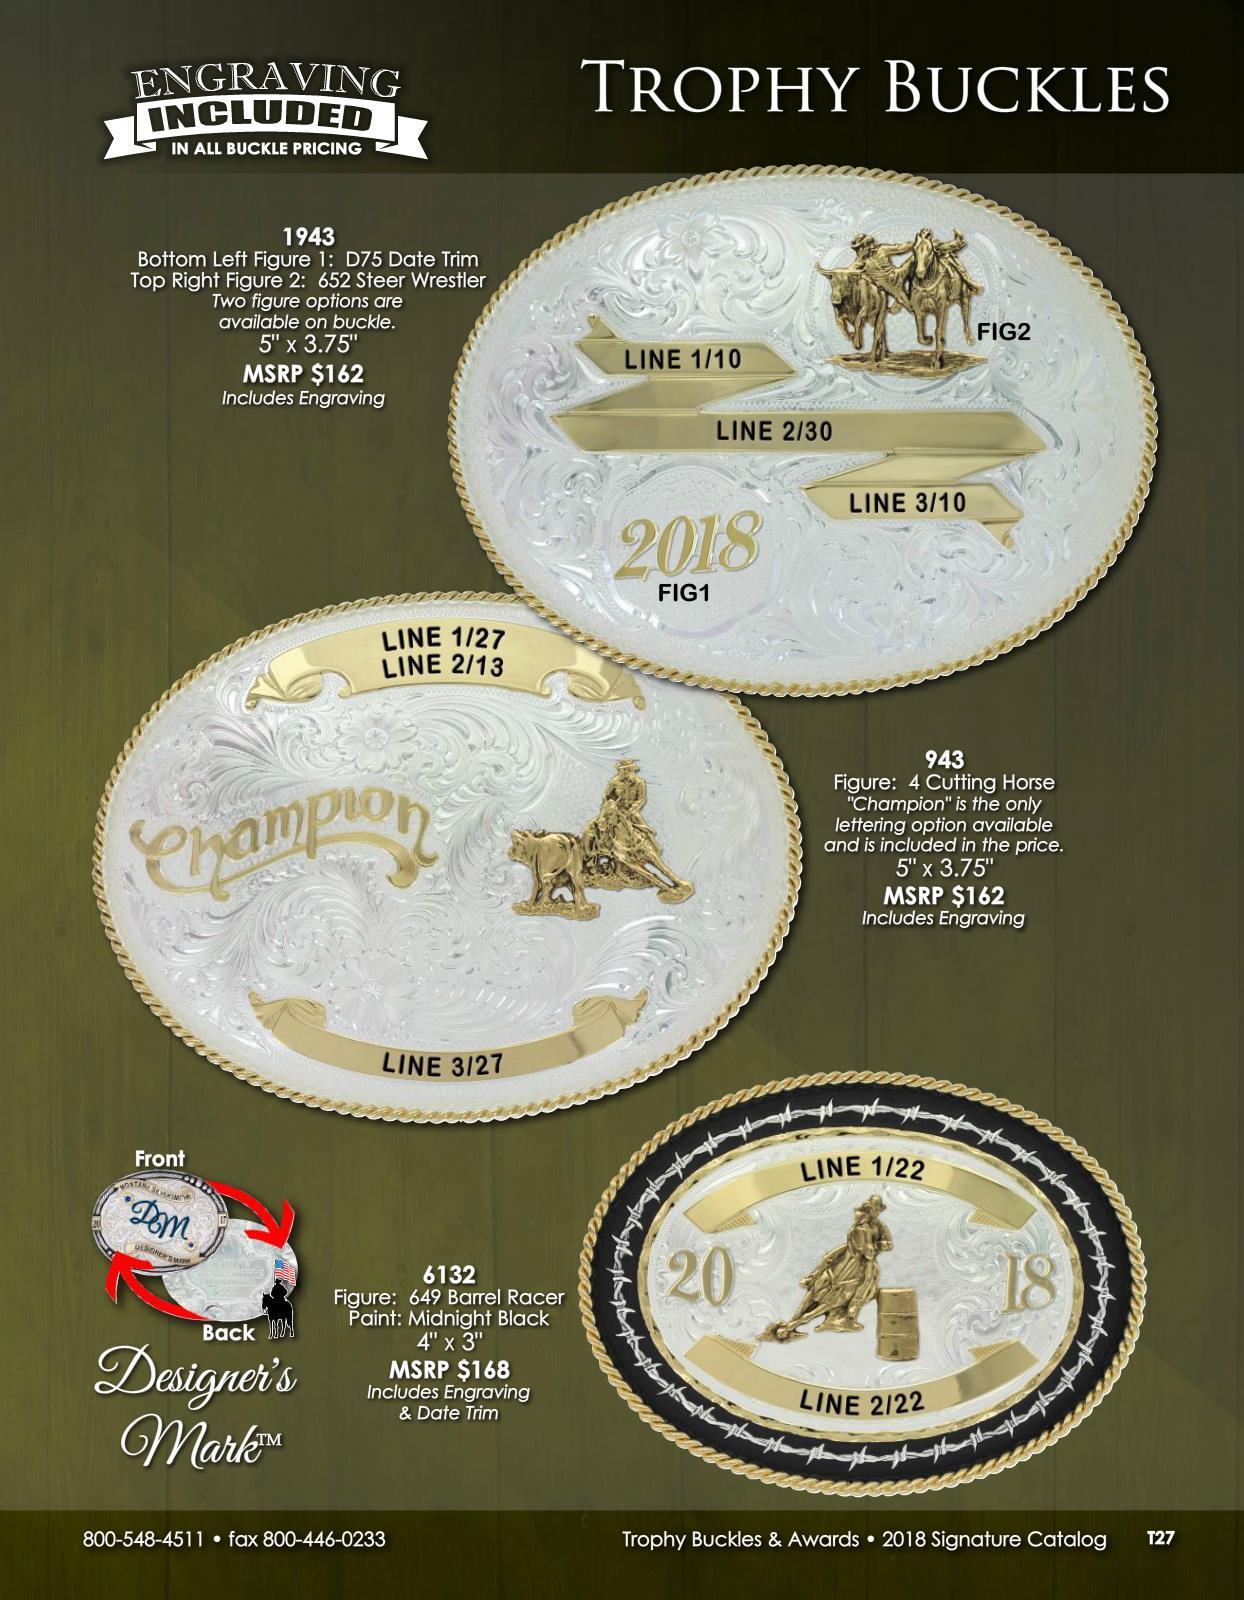 ENGRAVING
INCLUDED
IN ALL BUCKLE PRICING
TROPHY BUCKLES
1943
Bottom Left Figure 1: D75 Date Trim
Top Right Figure 2: 652 Steer Wrestler
Two figure options are
available on buckle.
5" x 3.75"
MSRP $162
Includes Engraving
FIG2
LINE 1/10
LINE 2/30
LINE 3/10
2018
FIG1
LINE 1/27
LINE 2/13
Champion
LINE 3/27
943
Figure: 4 Cutting Horse
"Champion" is the only
lettering option available
and is included in the price.
5" x 3.75"
MSRP $162
Includes Engraving
Front
MONTANA SILVERSMITHS
20 DM 17
DESIGNER'S MARK
Back
Designer's
Mark™
6132
Figure: 649 Barrel Racer
Paint: Midnight Black
4" x 3"
MSRP $168
Includes Engraving
& Date Trim
LINE 1/22
20 18
LINE 2/22
800-548-4511 • fax 800-446-0233
Trophy Buckles & Awards • 2018 Signature Catalog T27